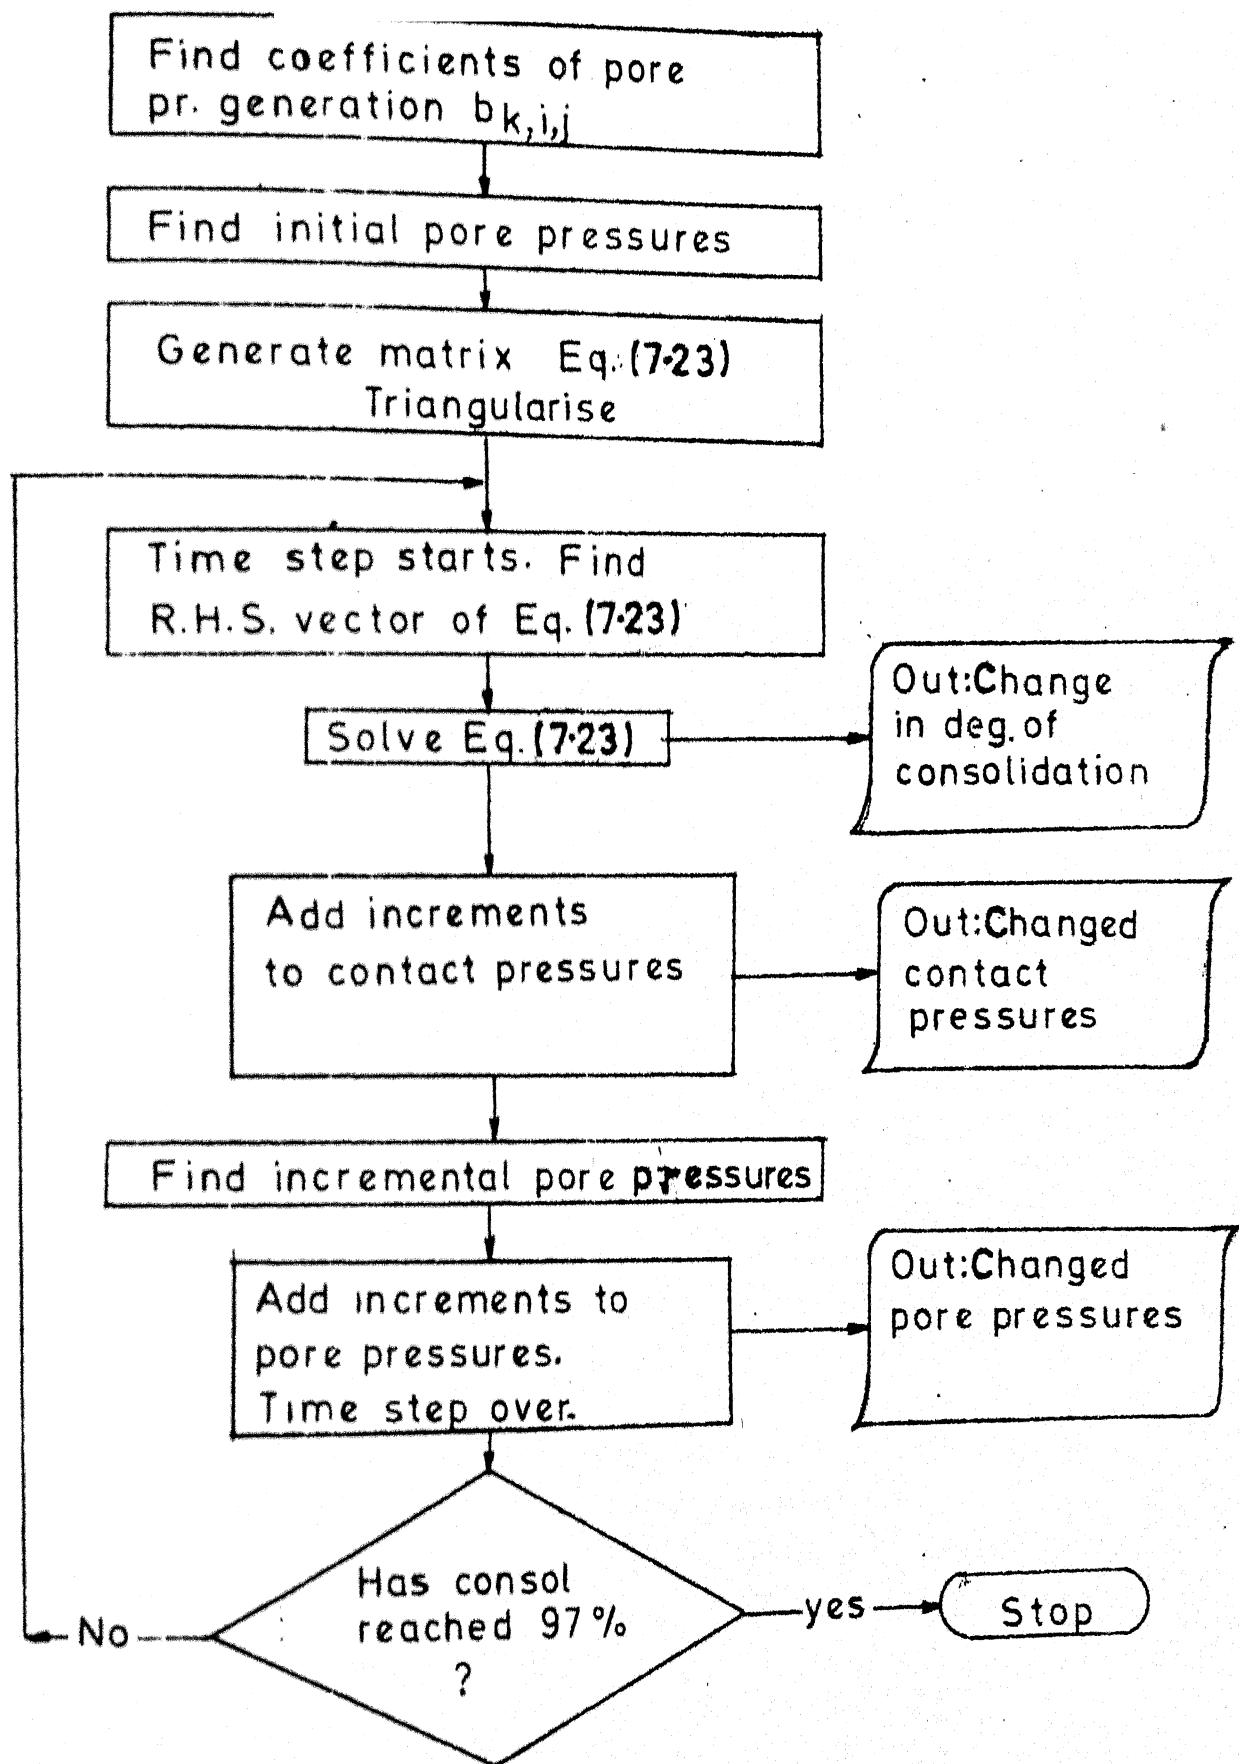 Find coefficients of pore
pr. generation b k,i,j
Find initial pore pressures
Generate matrix Eq. (7·23)
Triangularise
Time step starts. Find
R.H.S. vector of Eq. (7·23)
Solve Eq. (7·23)
Out:Change
in deg. of
consolidation
Add increments
to contact pressures
Out:Changed
contact
pressures
Find incremental pore pressures
Add increments to
pore pressures.
Time step over.
Out:Changed
pore pressures
Has consol
reached 97%
?
No
yes
Stop